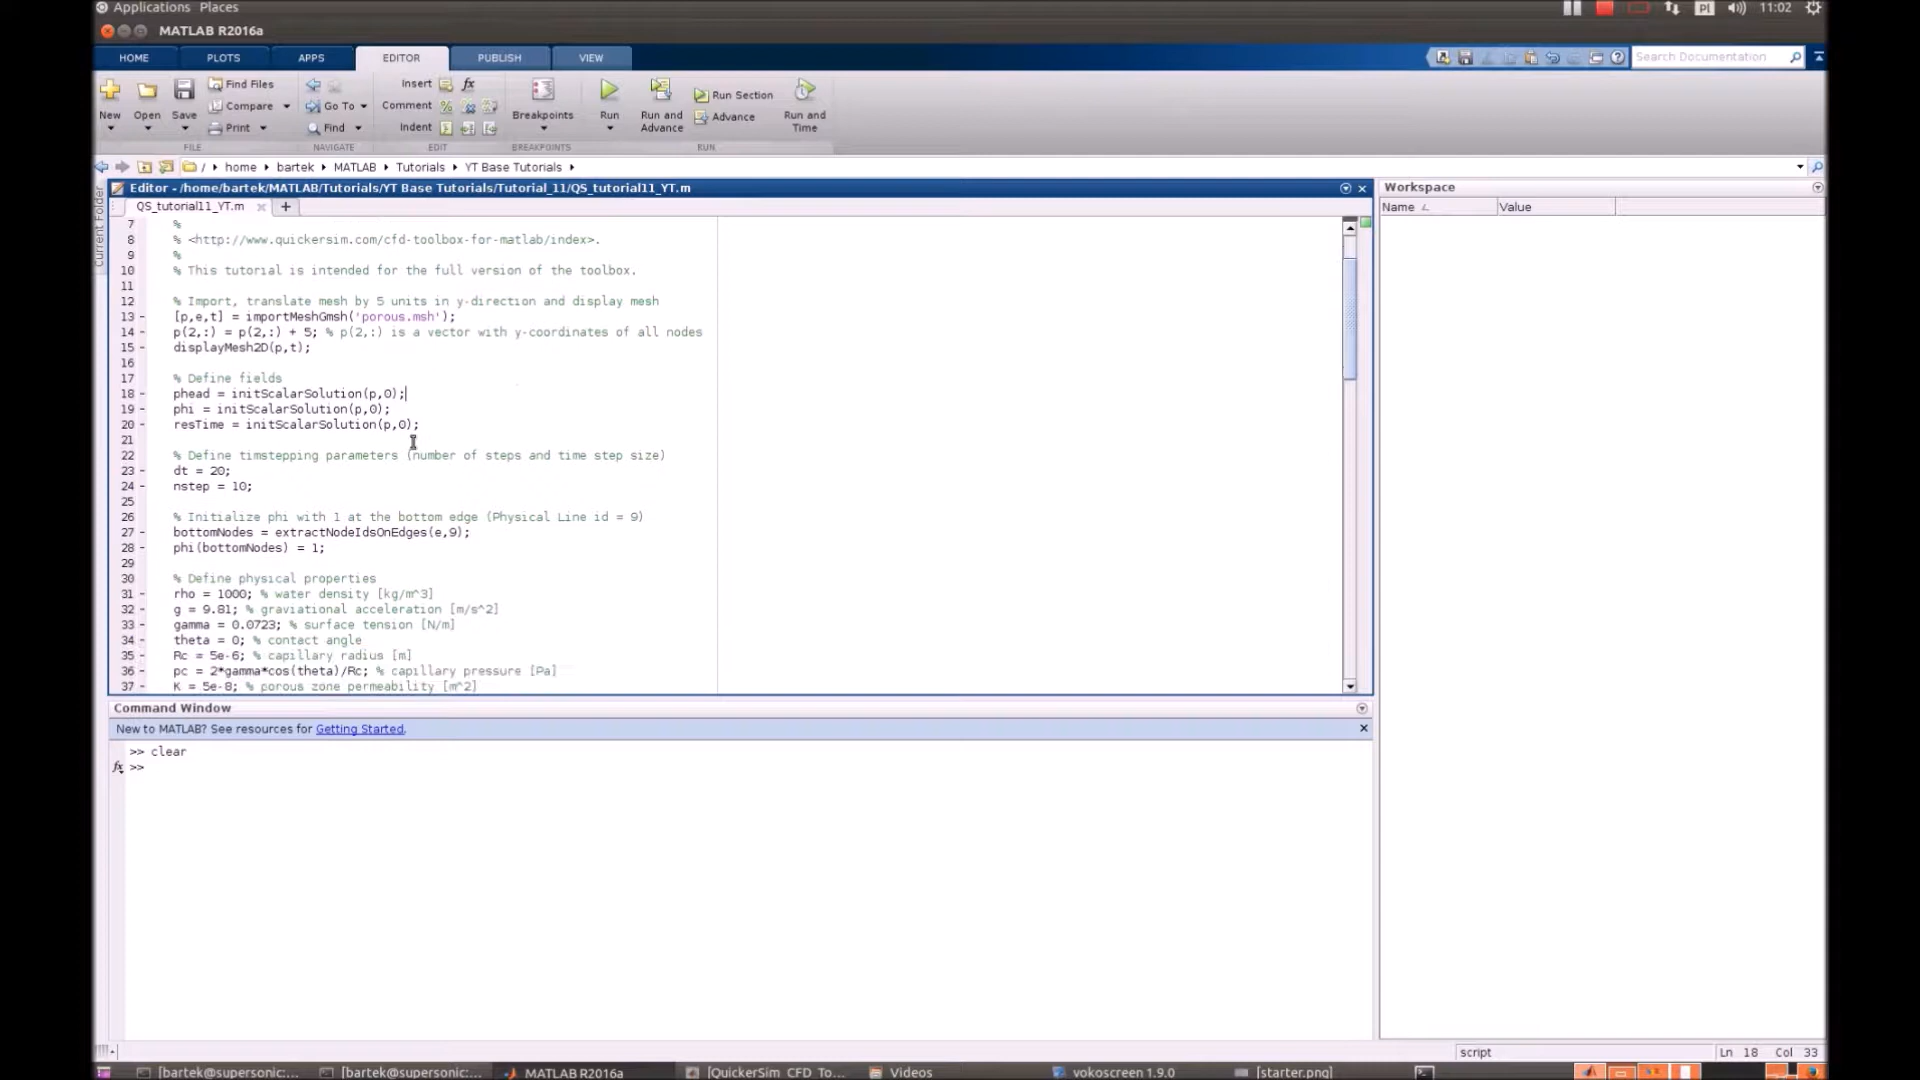 Applications Places
PI 11:02
MATLAB R2016a
HOME PLOTS APPS EDITOR PUBLISH VIEW
Search Documentation
New Open Save
Find Files
Compare
Print
FILE
Go To
Find
NAVIGATE
Insert fx
Comment
Indent
EDIT
Breakpoints
BREAKPOINTS
Run
Run and Advance
Run Section
Advance
Run and Time
RUN
/ home bartek MATLAB Tutorials YT Base Tutorials
Current Folder
Editor - /home/bartek/MATLAB/Tutorials/YT Base Tutorials/Tutorial_11/QS_tutorial11_YT.m
QS_tutorial11_YT.m
7 %
8 % <http://www.quickersim.com/cfd-toolbox-for-matlab/index>.
9 %
10 % This tutorial is intended for the full version of the toolbox.
11
12 % Import, translate mesh by 5 units in y-direction and display mesh
13 - [p,e,t] = importMeshGmsh('porous.msh');
14 - p(2,:) = p(2,:) + 5; % p(2,:) is a vector with y-coordinates of all nodes
15 - displayMesh2D(p,t);
16
17 % Define fields
18 - phead = initScalarSolution(p,0);
19 - phi = initScalarSolution(p,0);
20 - resTime = initScalarSolution(p,0);
21
22 % Define timstepping parameters (number of steps and time step size)
23 - dt = 20;
24 - nstep = 10;
25
26 % Initialize phi with 1 at the bottom edge (Physical Line id = 9)
27 - bottomNodes = extractNodeIdsOnEdges(e,9);
28 - phi(bottomNodes) = 1;
29
30 % Define physical properties
31 - rho = 1000; % water density [kg/m^3]
32 - g = 9.81; % graviational acceleration [m/s^2]
33 - gamma = 0.0723; % surface tension [N/m]
34 - theta = 0; % contact angle
35 - Rc = 5e-6; % capillary radius [m]
36 - pc = 2*gamma*cos(theta)/Rc; % capillary pressure [Pa]
37 - K = 5e-8; % porous zone permeability [m^2]
Command Window
New to MATLAB? See resources for Getting Started.
>> clear
fx >>
Workspace
Name Value
script Ln 18 Col 33
[bartek@supersonic:... [bartek@supersonic:... MATLAB R2016a [QuickerSim CFD To... Videos vokoscreen 1.9.0 [starter.png]